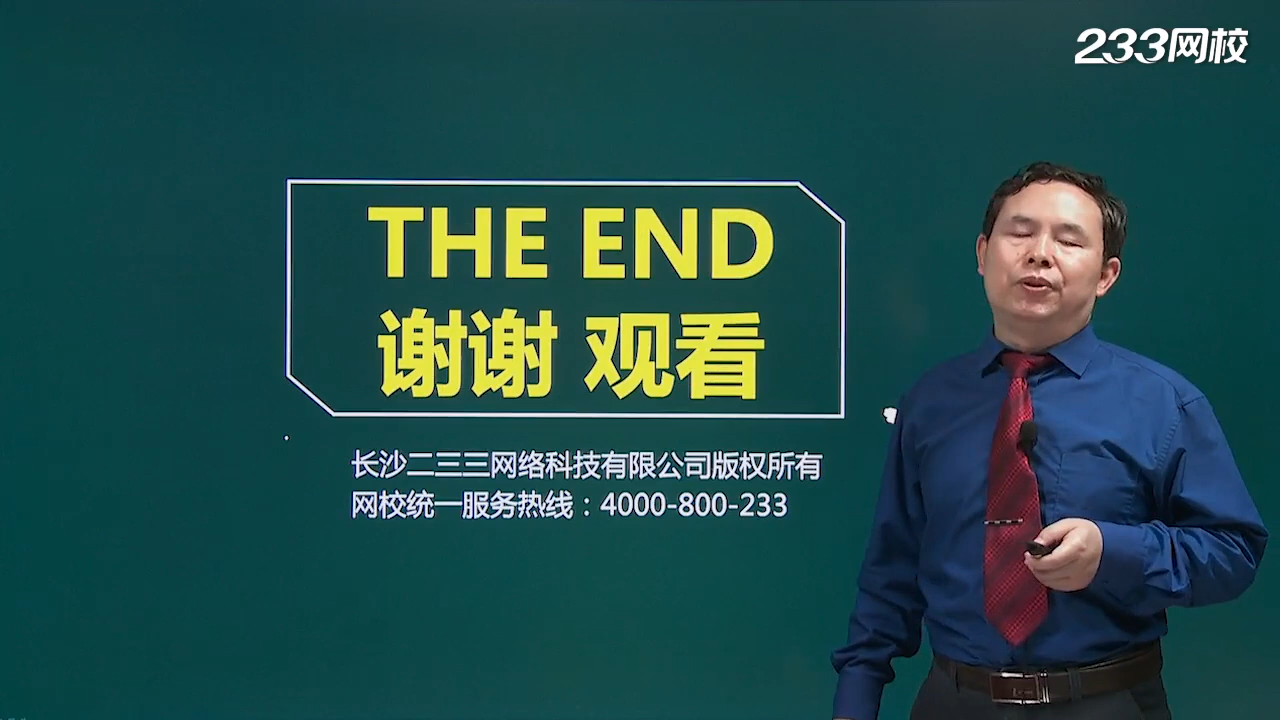 233网校
THE END
谢谢 观看
长沙二三三网络科技有限公司版权所有
网校统一服务热线：4000-800-233